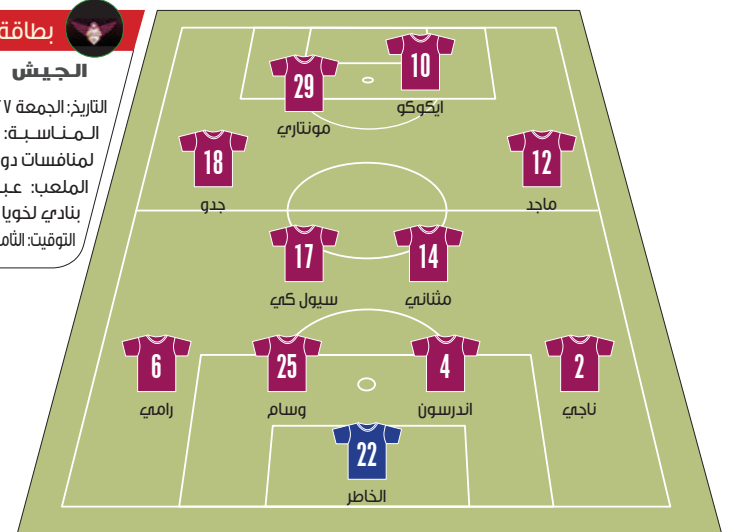 بطاقة
الجيش
التاريخ: الجمعة
الـمـنـاسـبـة:
لمنافسات
الملعب:
بنادي لخويا
التوقيت:
10
ايكوكو
29
مونتاري
18
جدو
12
ماجد
17
سيول كي
14
مثناني
6
رامي
25
وسام
4
اندرسون
2
ناجي
22
الخاطر